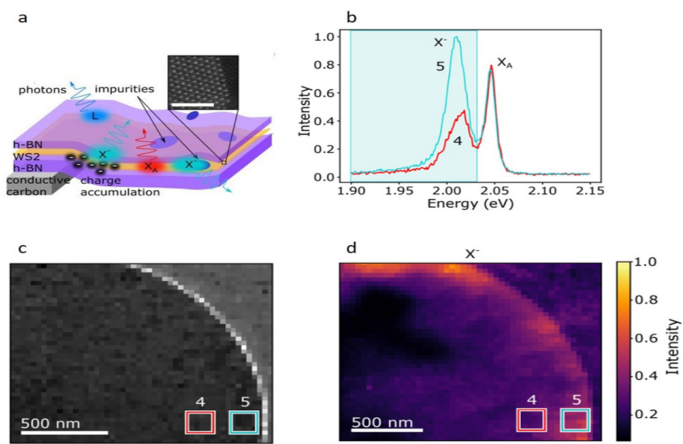 a
photons
impurities
L
X⁻
X_A
X⁻
h-BN
WS2
h-BN
conductive
carbon
charge
accumulation
b
X⁻
5
X_A
4
Intensity
1.0
0.8
0.6
0.4
0.2
0.0
1.90 1.95 2.00 2.05 2.10 2.15
Energy (eV)
c
4 5
500 nm
d
X⁻
4 5
500 nm
1.0
0.8
0.6
0.4
0.2
Intensity